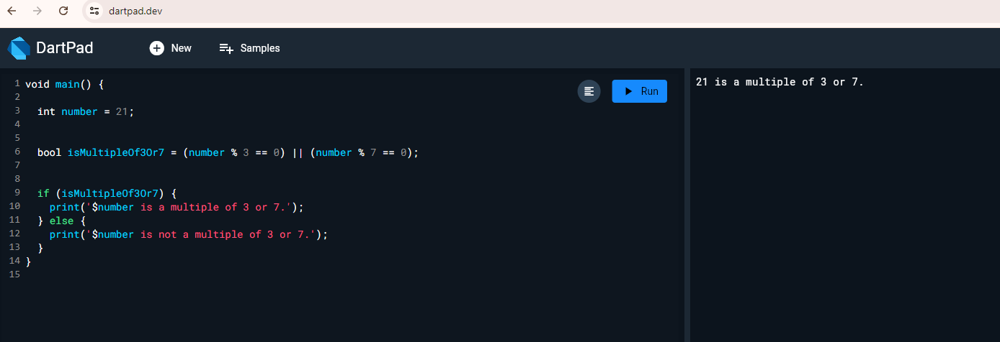 dartpad.dev
DartPad New Samples
1 void main() {
2
3 int number = 21;
4
5
6 bool isMultipleOf3Or7 = (number % 3 == 0) || (number % 7 == 0);
7
8
9 if (isMultipleOf3Or7) {
10 print('$number is a multiple of 3 or 7.');
11 } else {
12 print('$number is not a multiple of 3 or 7.');
13 }
14 }
15
Run
21 is a multiple of 3 or 7.